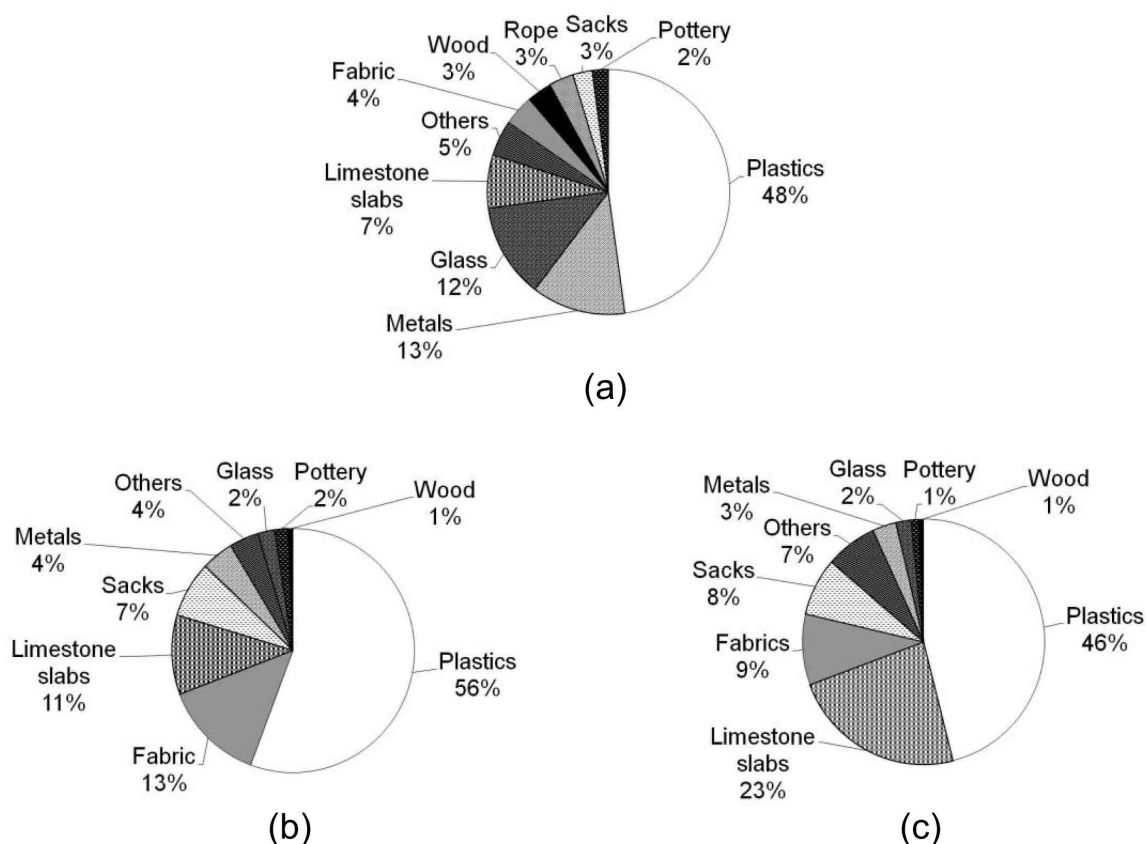 Sacks
3%
Pottery
2%
Rope
3%
Wood
3%
Fabric
4%
Others
5%
Limestone
slabs
7%
Glass
12%
Metals
13%
Plastics
48%
(a)
Glass
2%
Pottery
2%
Wood
1%
Others
4%
Metals
4%
Sacks
7%
Limestone
slabs
11%
Fabric
13%
Plastics
56%
(b)
Glass
2%
Pottery
1%
Wood
1%
Metals
3%
Others
7%
Sacks
8%
Fabrics
9%
Limestone
slabs
23%
Plastics
46%
(c)